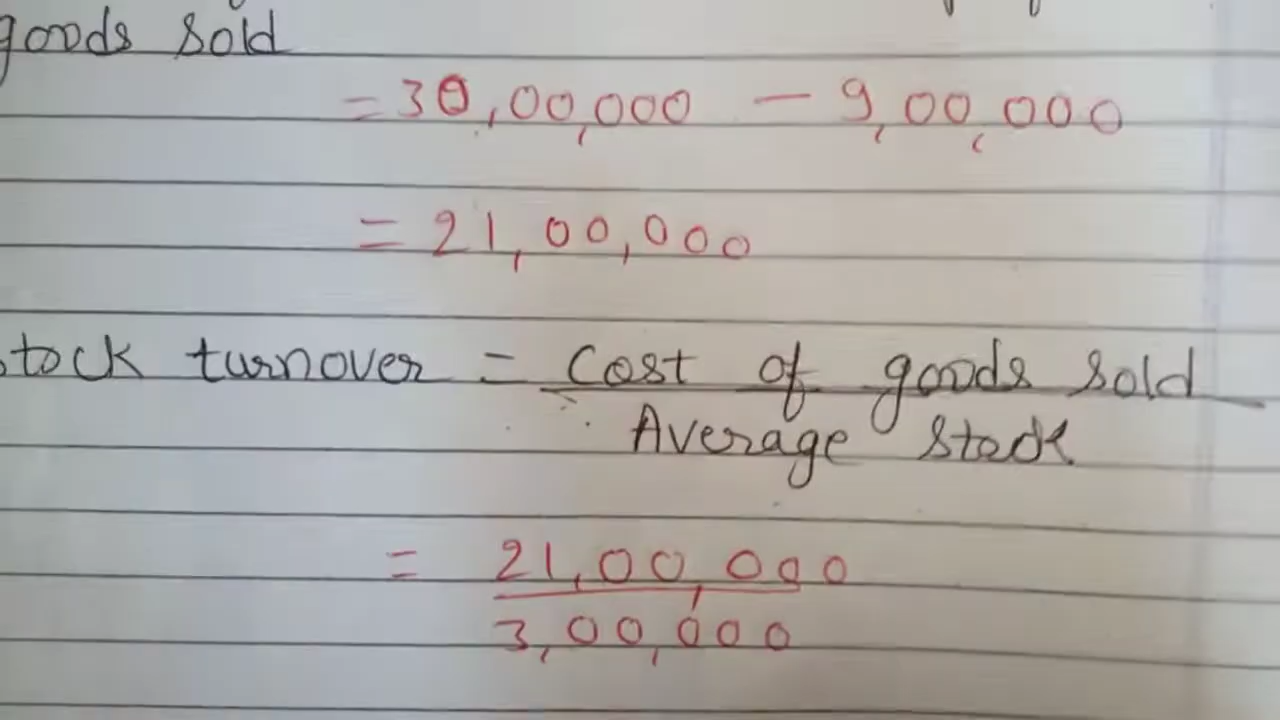 goods sold
= 30,00,000 - 9,00,000
= 21,00,000
stock turnover = Cost of goods sold
Average stock
= 21,00,000
3,00,000